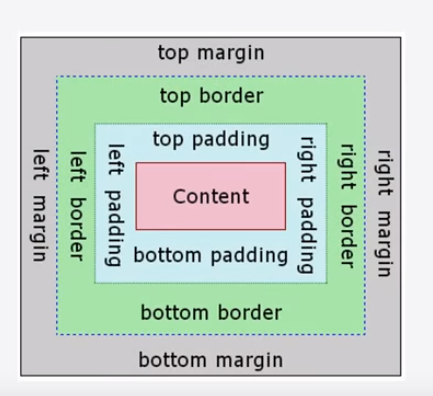 top margin
top border
top padding
left margin
left border
left padding
Content
right padding
right border
right margin
bottom padding
bottom border
bottom margin